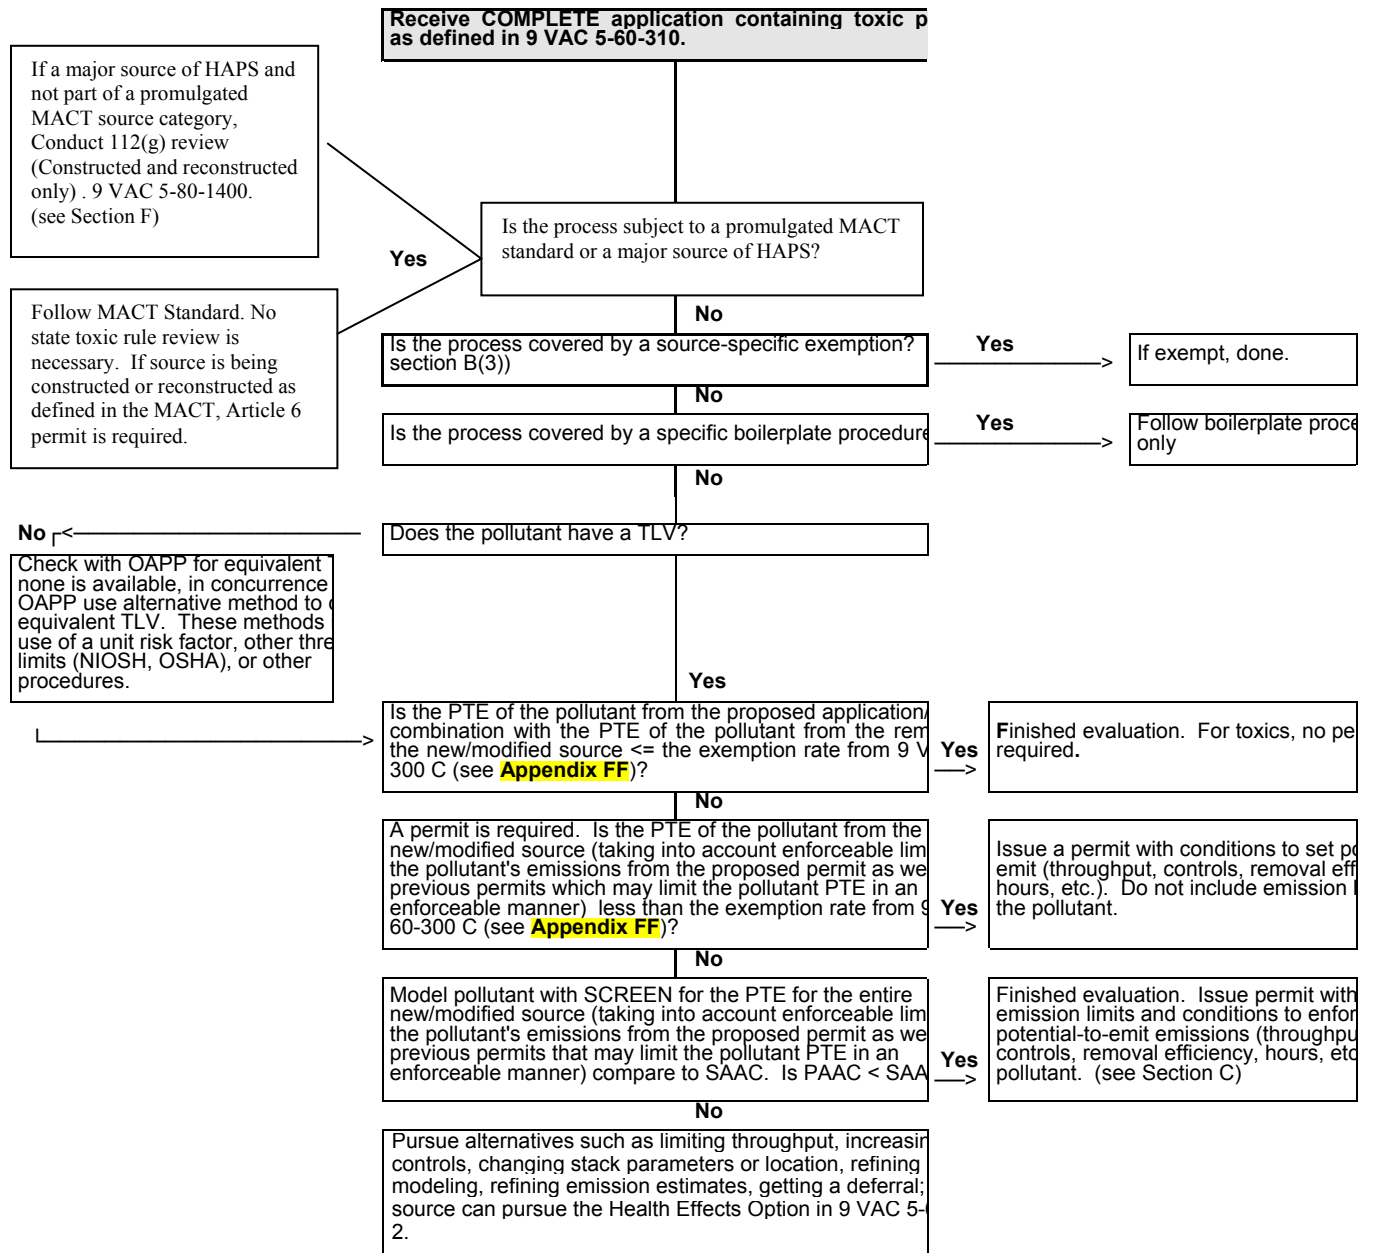 Receive COMPLETE application containing toxic
as defined in 9 VAC 5-60-310.
If a major source of HAPS and
not part of a promulgated
MACT source category,
Conduct 112(g) review
(Constructed and reconstructed
only) . 9 VAC 5-80-1400.
(see Section F)
Is the process subject to a promulgated MACT
standard or a major source of HAPS?
Yes
Follow MACT Standard. No
state toxic rule review is
necessary. If source is being
constructed or reconstructed as
defined in the MACT, Article 6
permit is required.
No
Is the process covered by a source-specific exemption?
section B(3))
Yes
If exempt, done.
No
Is the process covered by a specific boilerplate procedure
Yes
Follow boilerplate
only
No
Does the pollutant have a TLV?
No
Check with OAPP for equivalent
none is available, in concurrence
OAPP use alternative method to
equivalent TLV. These methods
use of a unit risk factor, other
limits (NIOSH, OSHA), or other
procedures.
Yes
Is the PTE of the pollutant from the proposed application/
combination with the PTE of the pollutant from the
the new/modified source <= the exemption rate from 9
300 C (see Appendix FF)?
Yes
Finished evaluation. For toxics, no
required.
No
A permit is required. Is the PTE of the pollutant from the
new/modified source (taking into account enforceable
the pollutant's emissions from the proposed permit as
previous permits which may limit the pollutant PTE in an
enforceable manner) less than the exemption rate from
60-300 C (see Appendix FF)?
Yes
Issue a permit with conditions to set
emit (throughput, controls, removal
hours, etc.). Do not include emission
the pollutant.
No
Model pollutant with SCREEN for the PTE for the entire
new/modified source (taking into account enforceable
the pollutant's emissions from the proposed permit as
previous permits that may limit the pollutant PTE in an
enforceable manner) compare to SAAC. Is PAAC <
Yes
Finished evaluation. Issue permit with
emission limits and conditions to
potential-to-emit emissions
controls, removal efficiency, hours,
pollutant. (see Section C)
No
Pursue alternatives such as limiting throughput,
controls, changing stack parameters or location, refining
modeling, refining emission estimates, getting a deferral;
source can pursue the Health Effects Option in 9 VAC
2.